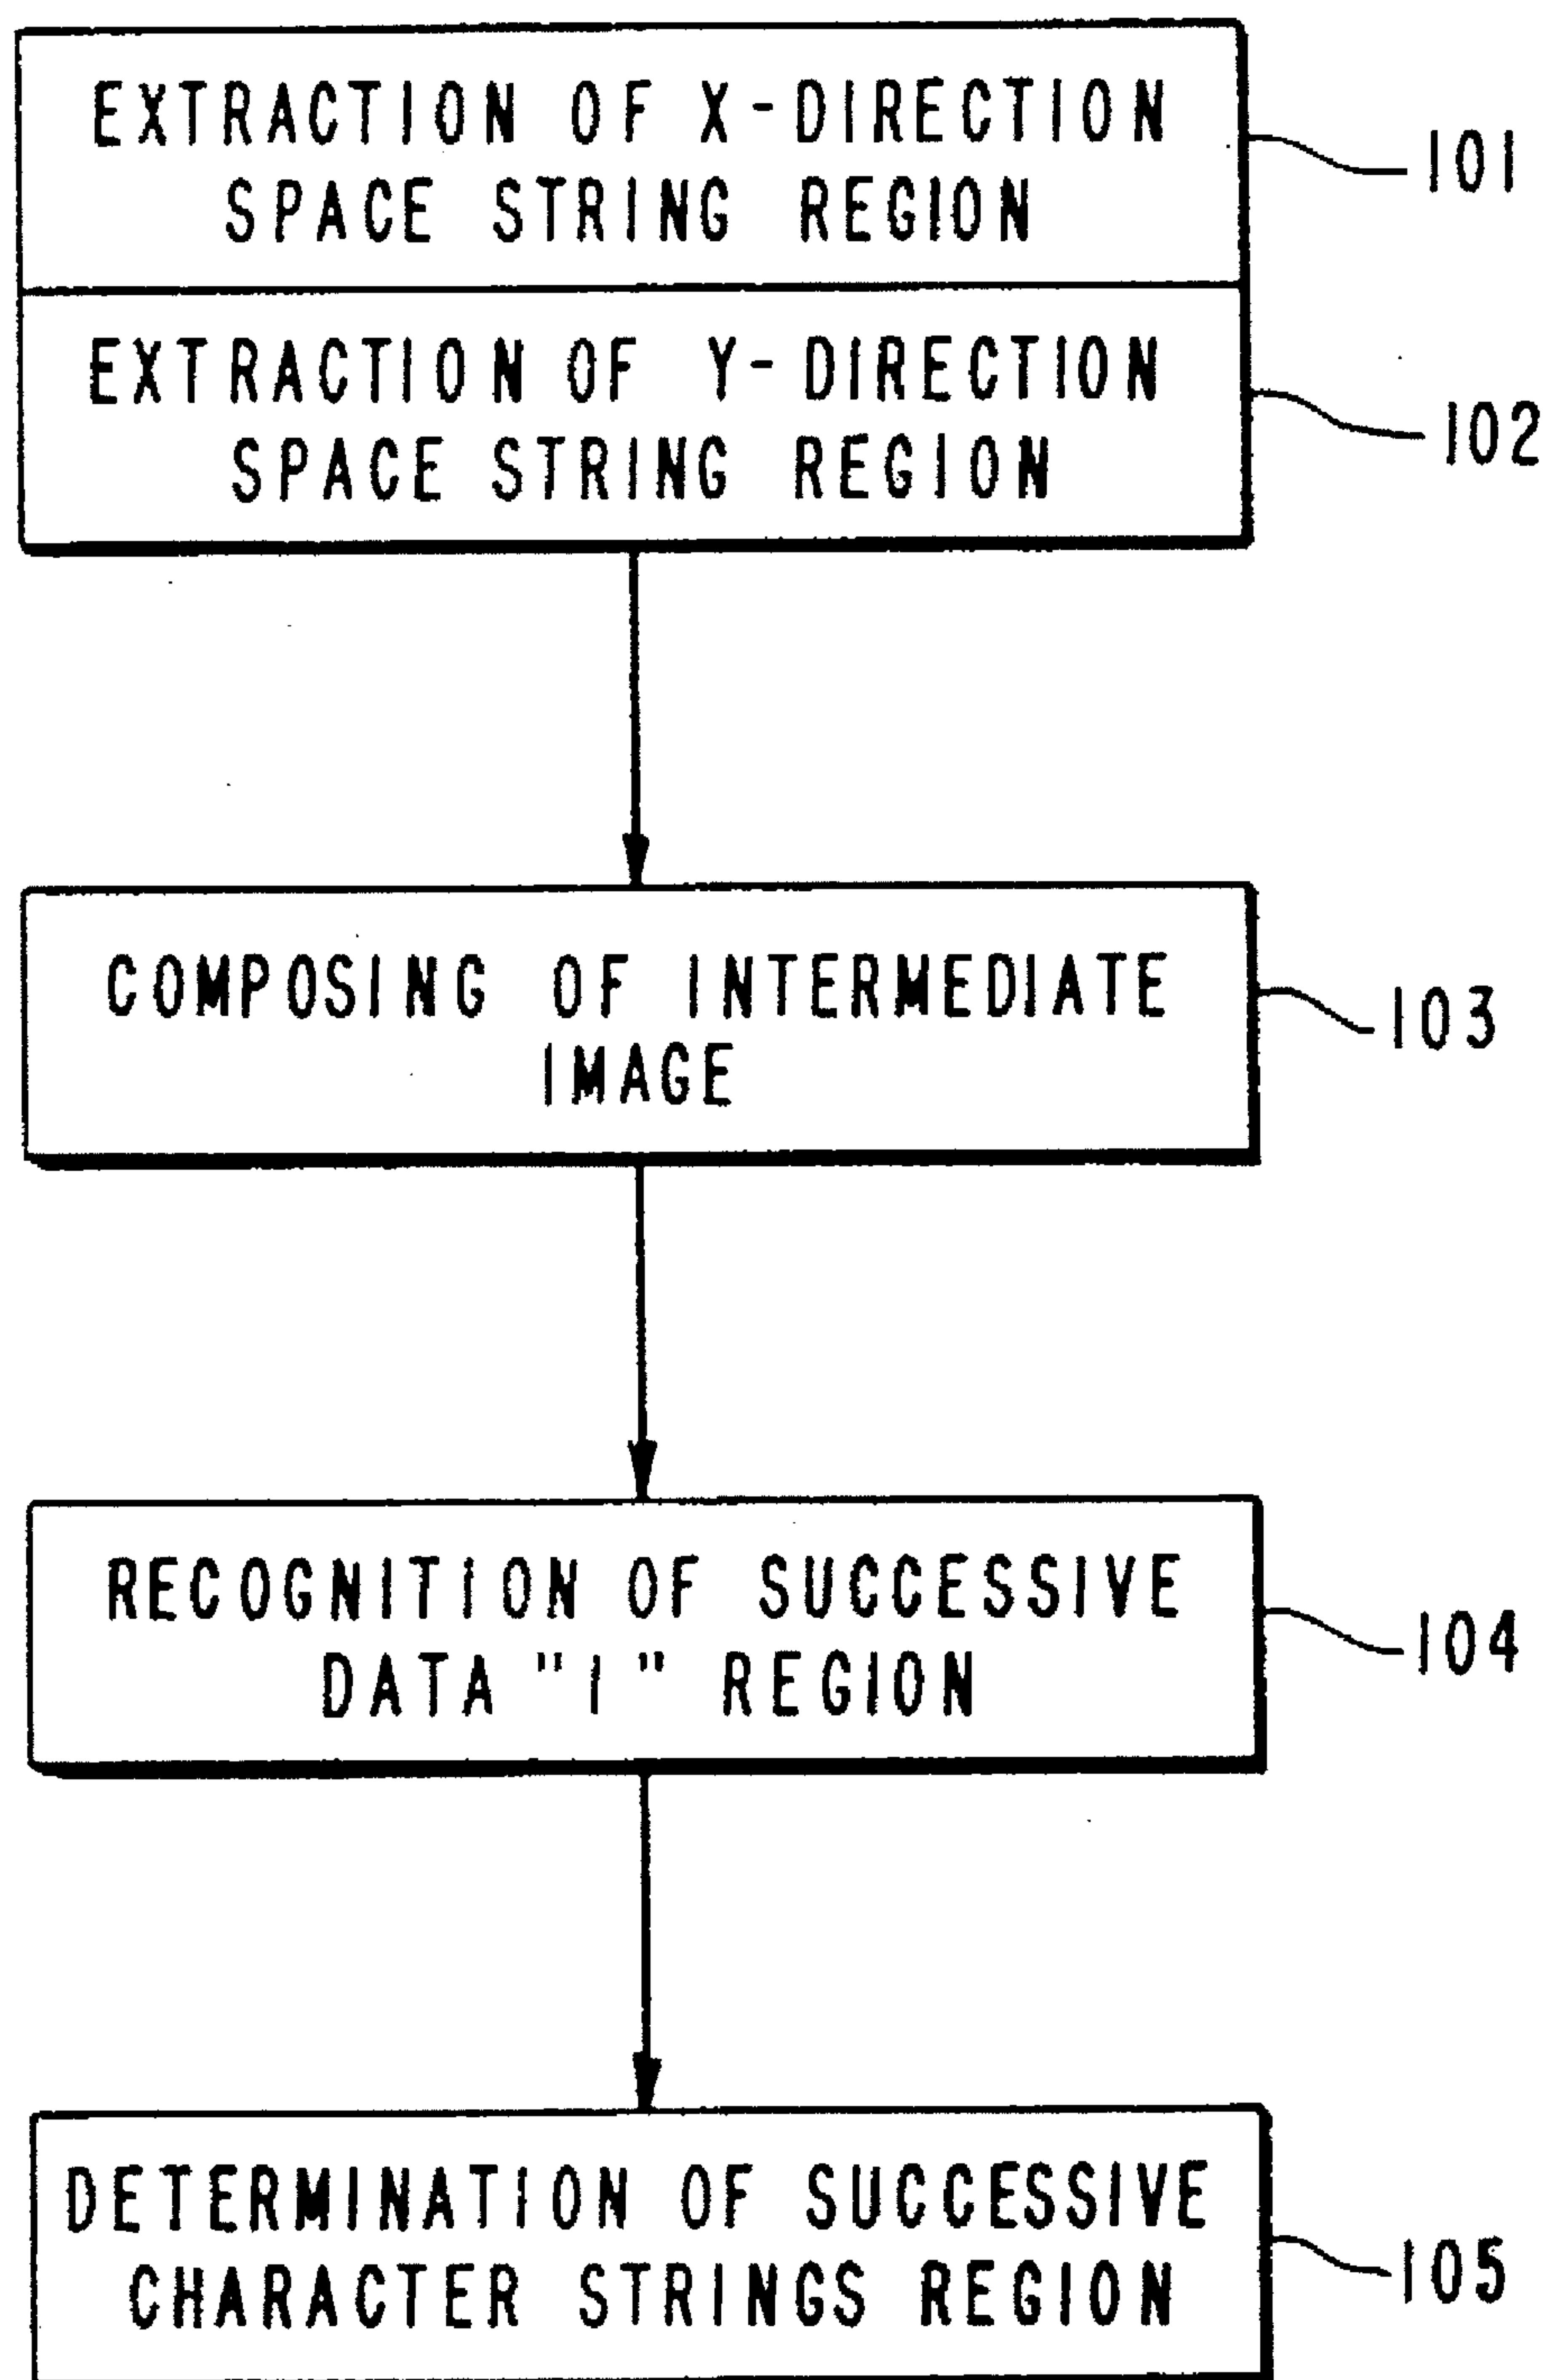 EXTRACTION OF X-DIRECTION
SPACE STRING REGION
101
EXTRACTION OF Y-DIRECTION
SPACE STRING REGION
102
COMPOSING OF INTERMEDIATE
IMAGE
103
RECOGNITION OF SUCCESSIVE
DATA "1" REGION
104
DETERMINATION OF SUCCESSIVE
CHARACTER STRINGS REGION
105